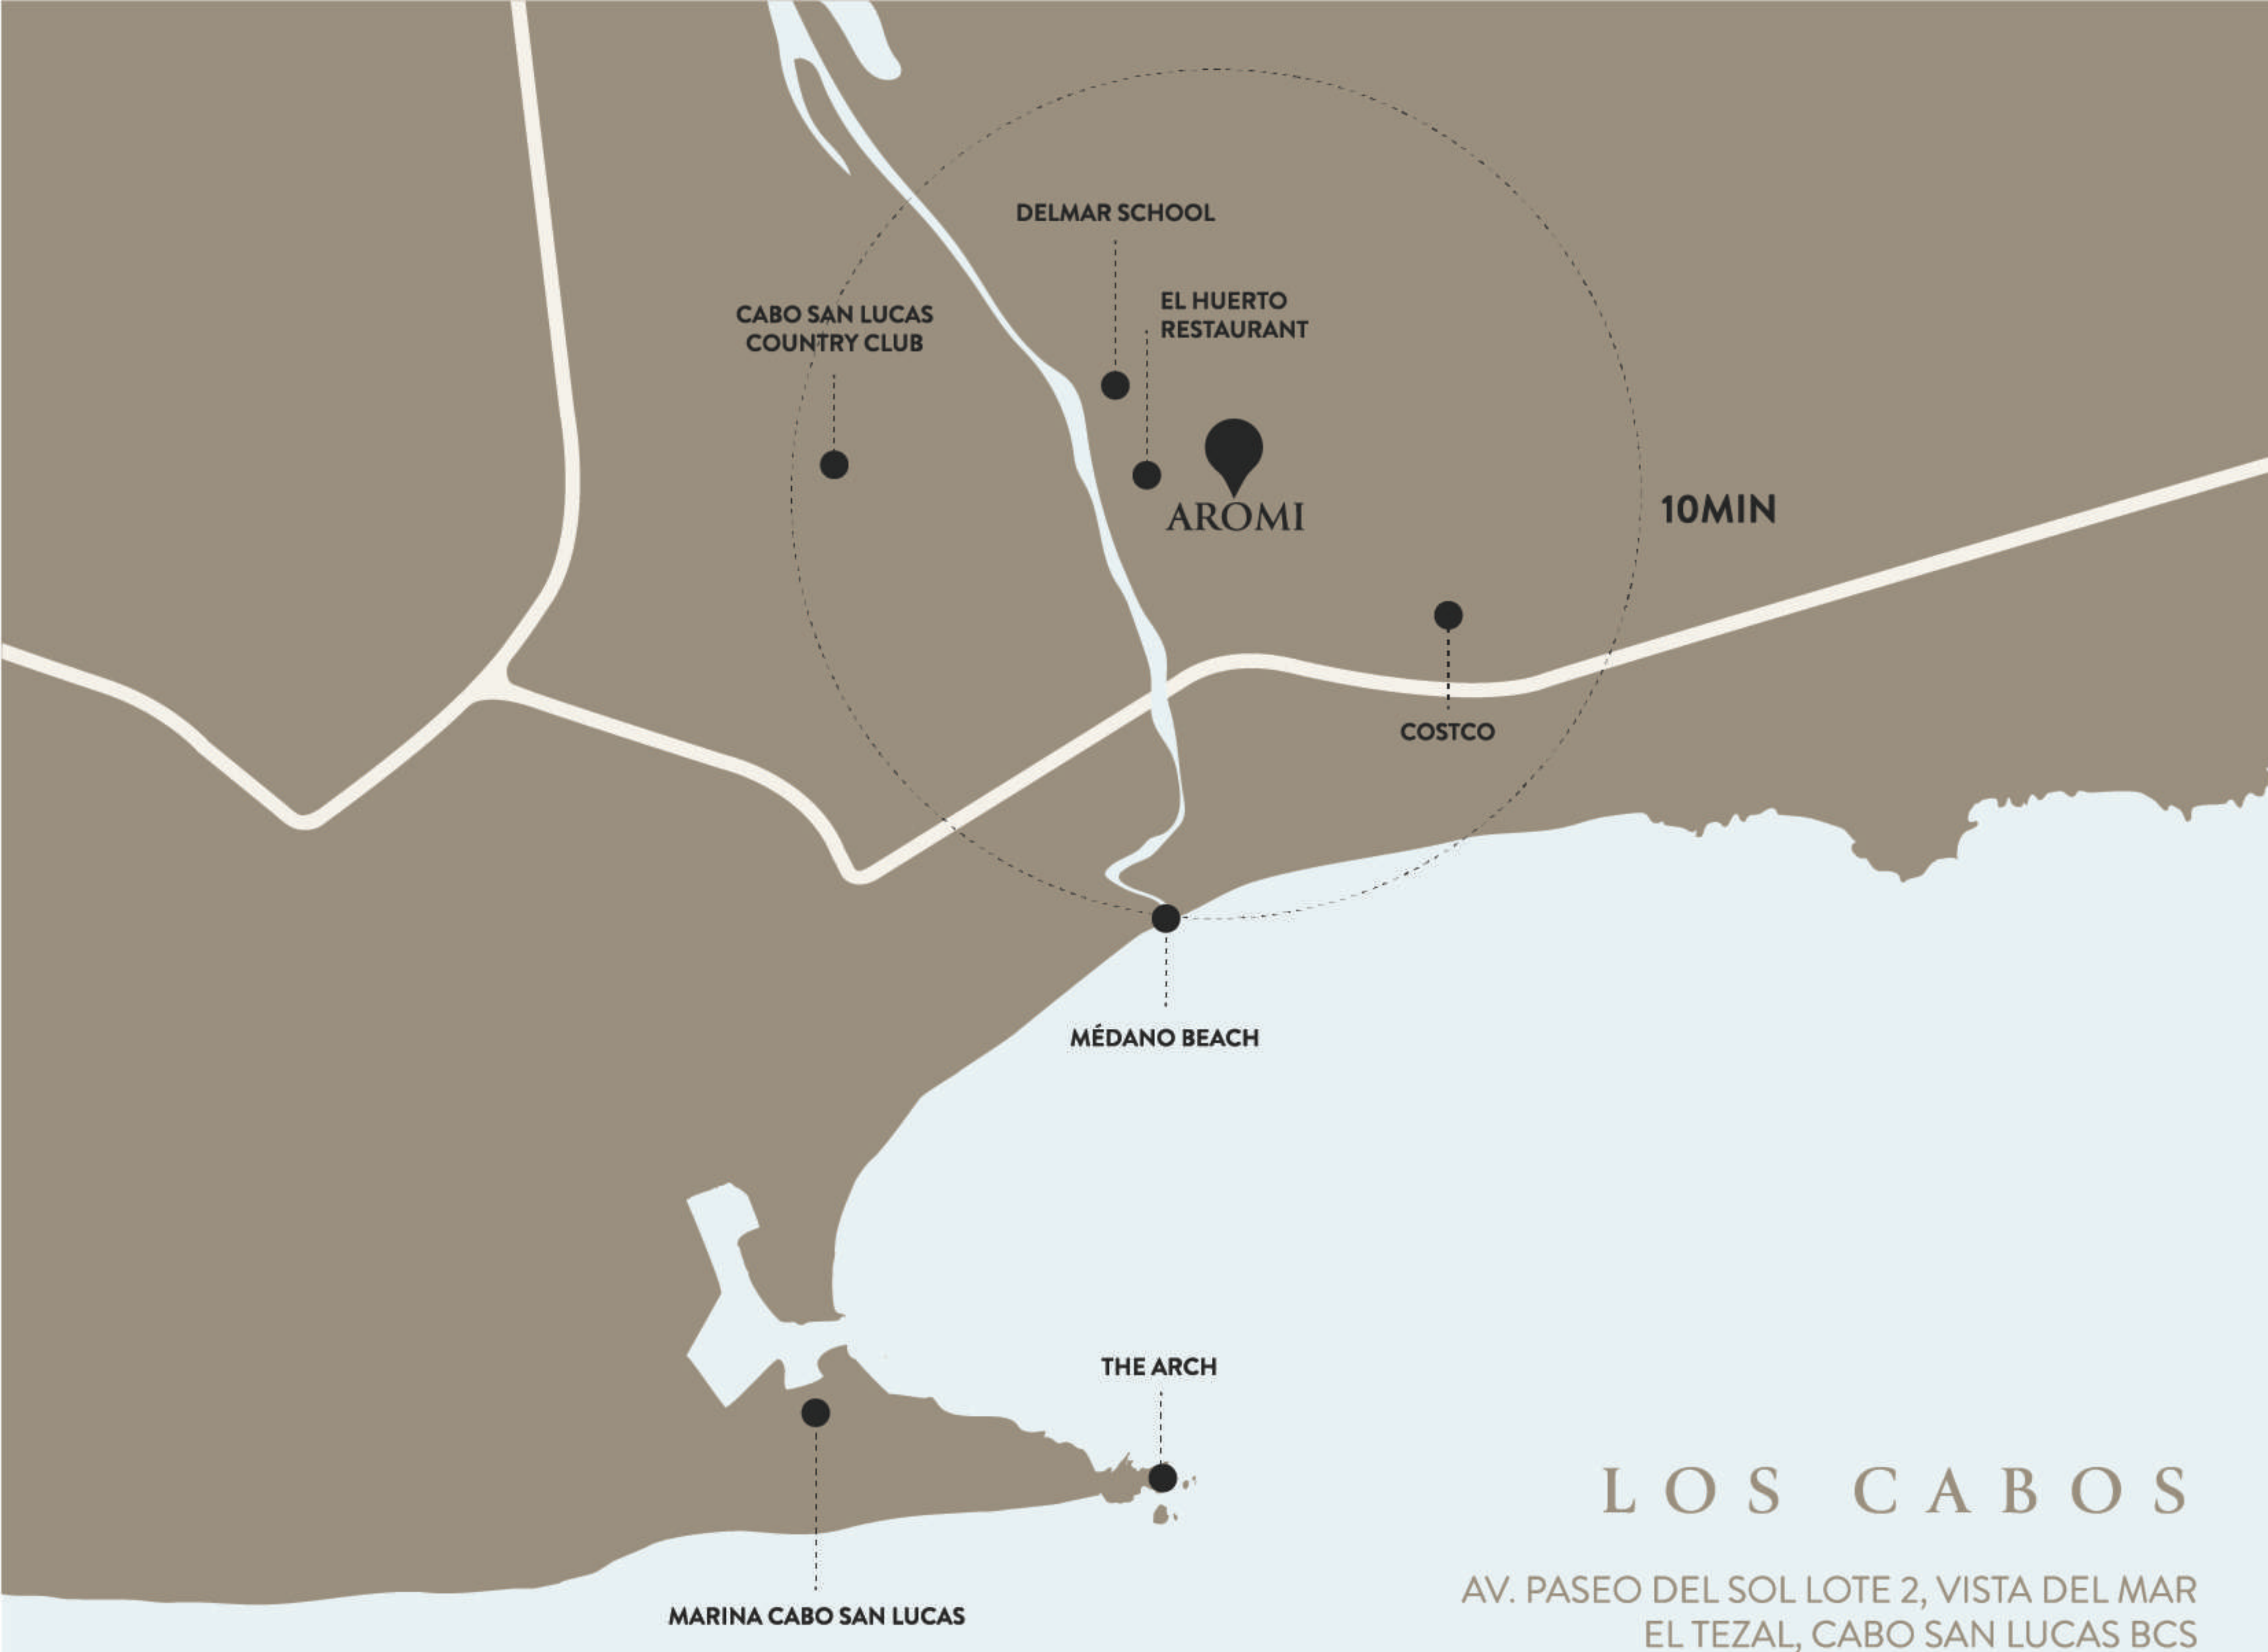 DELMAR SCHOOL
EL HUERTO
RESTAURANT
CABO SAN LUCAS
COUNTRY CLUB
AROMI
10MIN
COSTCO
MÉDANO BEACH
THE ARCH
MARINA CABO SAN LUCAS
LOS CABOS
AV. PASEO DEL SOL LOTE 2, VISTA DEL MAR
EL TEZAL, CABO SAN LUCAS BCS